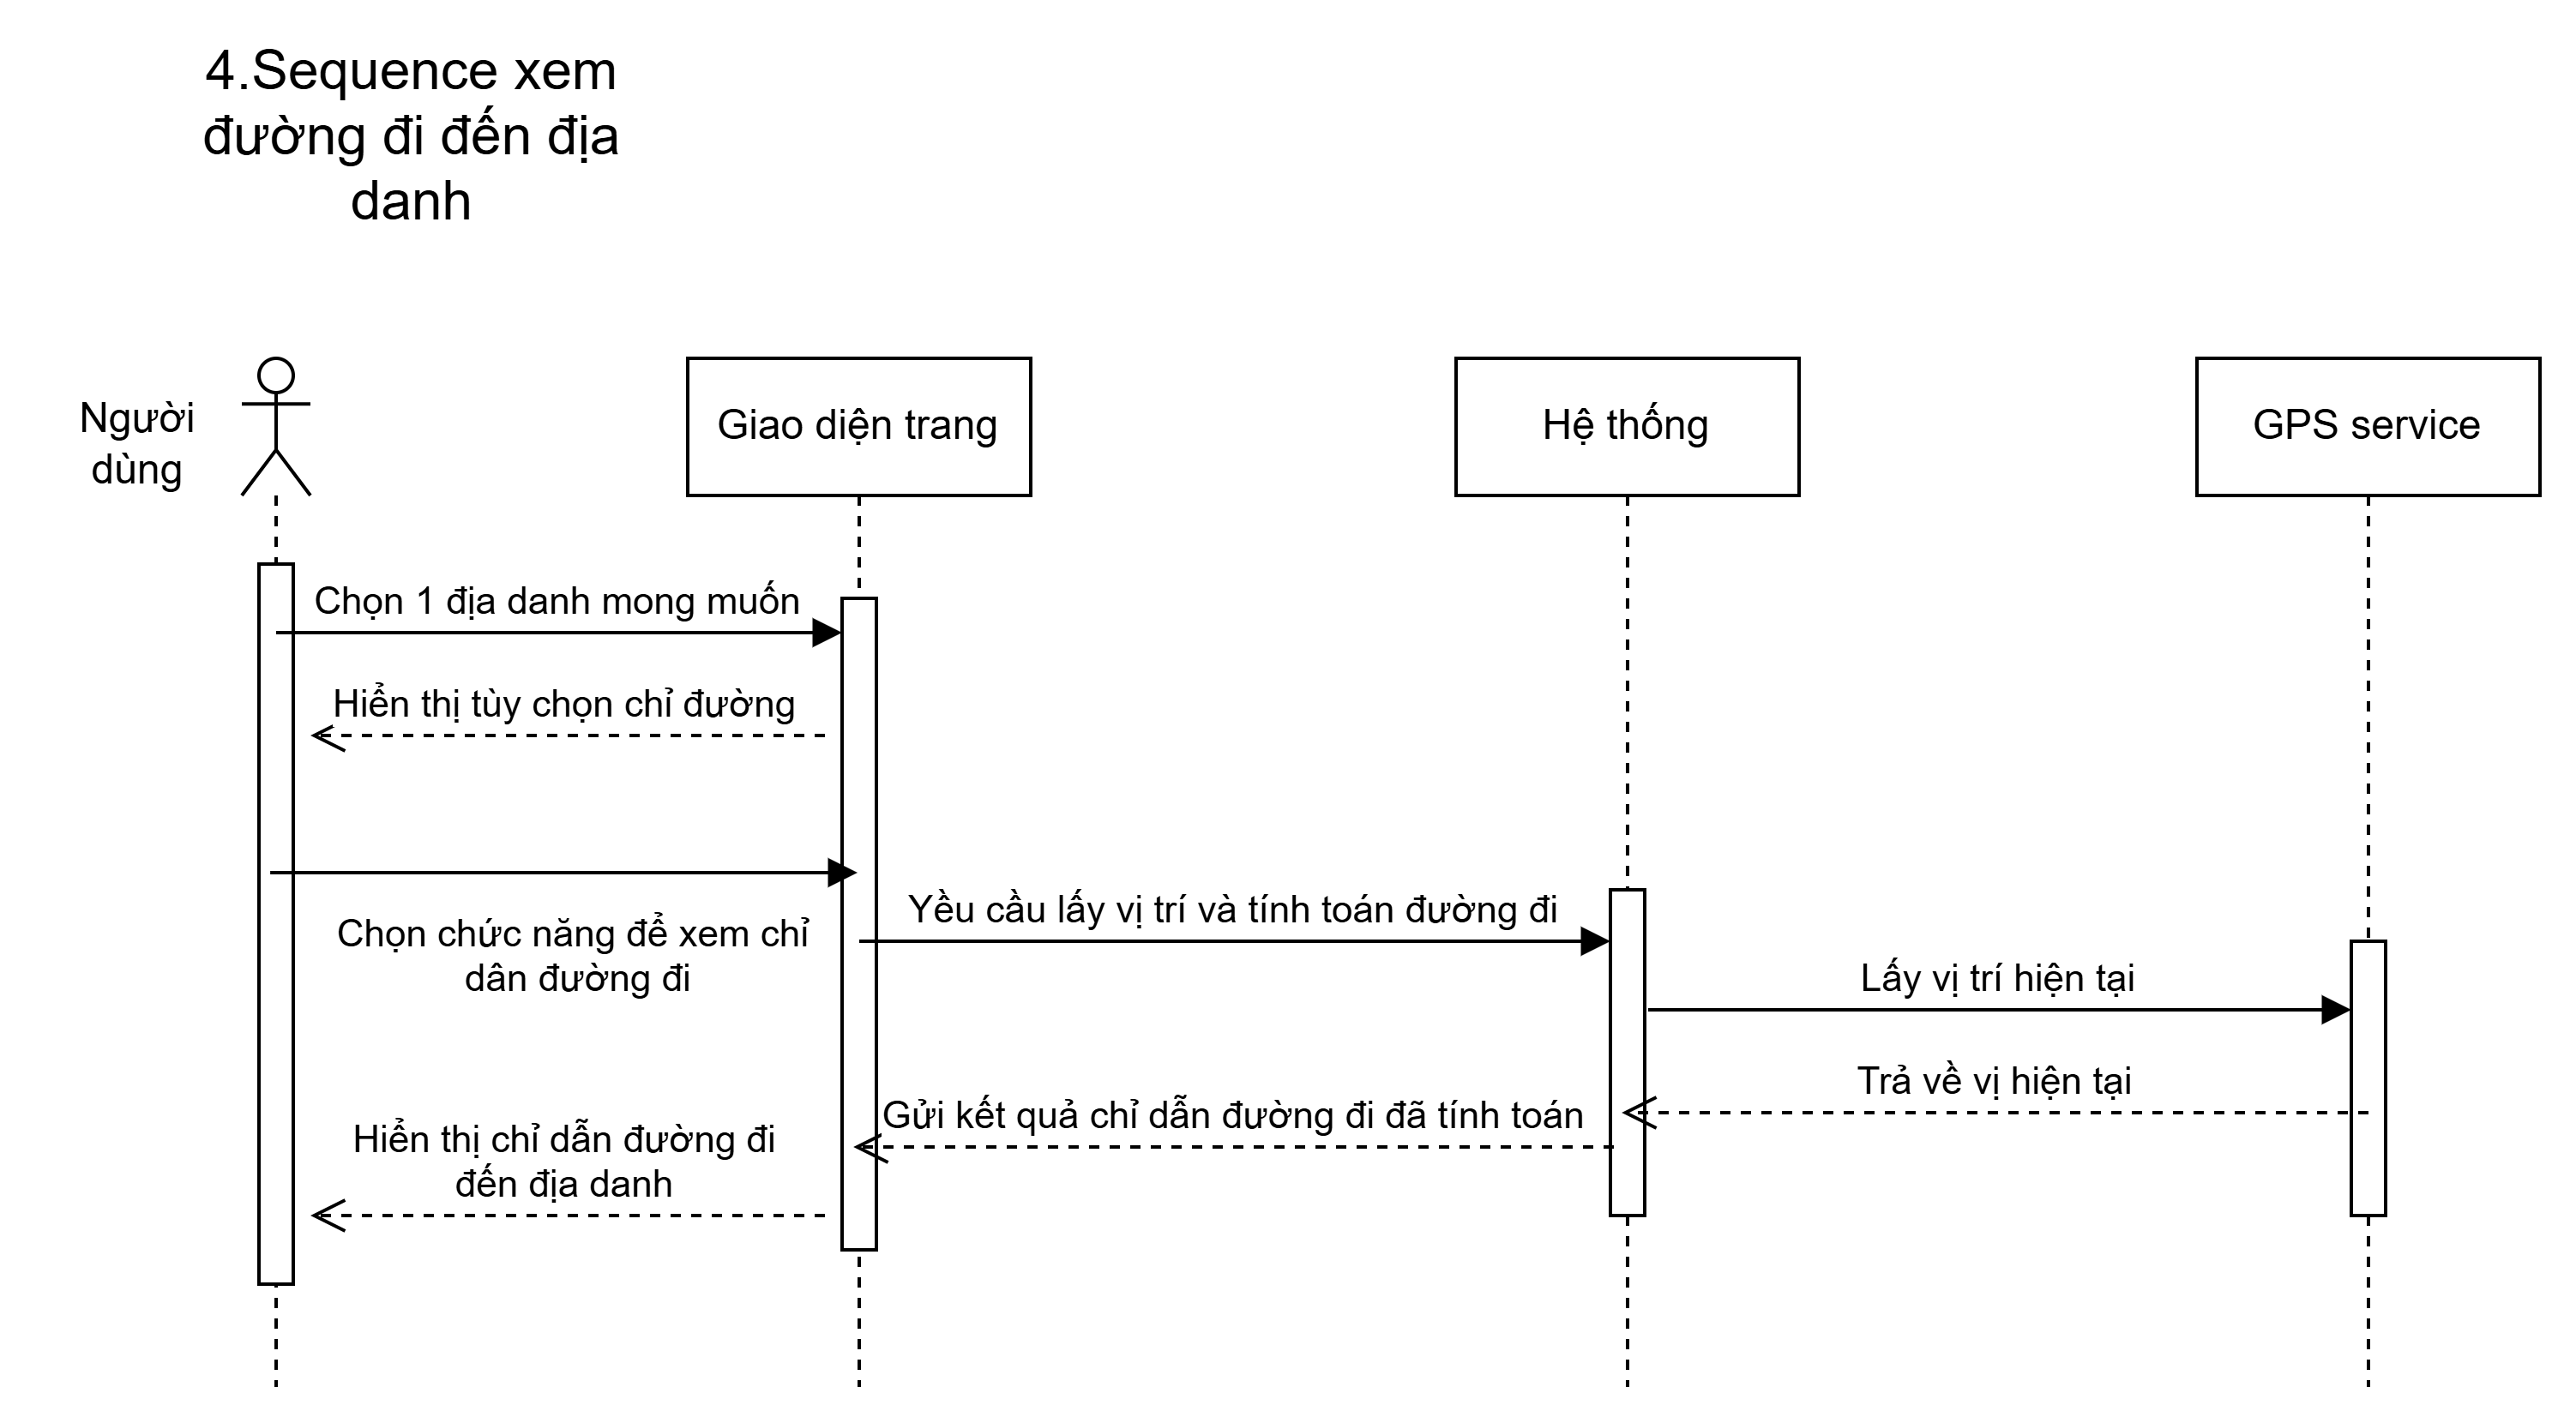 4.Sequence xem
đường đi đến địa
danh
Người
dùng
Giao diện trang
Hệ thống
GPS service
Chọn 1 địa danh mong muốn
Hiển thị tùy chọn chỉ đường
Chọn chức năng để xem chỉ
dân đường đi
Yều cầu lấy vị trí và tính toán đường đi
Lấy vị trí hiện tại
Trả về vị hiện tại
Gửi kết quả chỉ dẫn đường đi đã tính toán
Hiển thị chỉ dẫn đường đi
đến địa danh